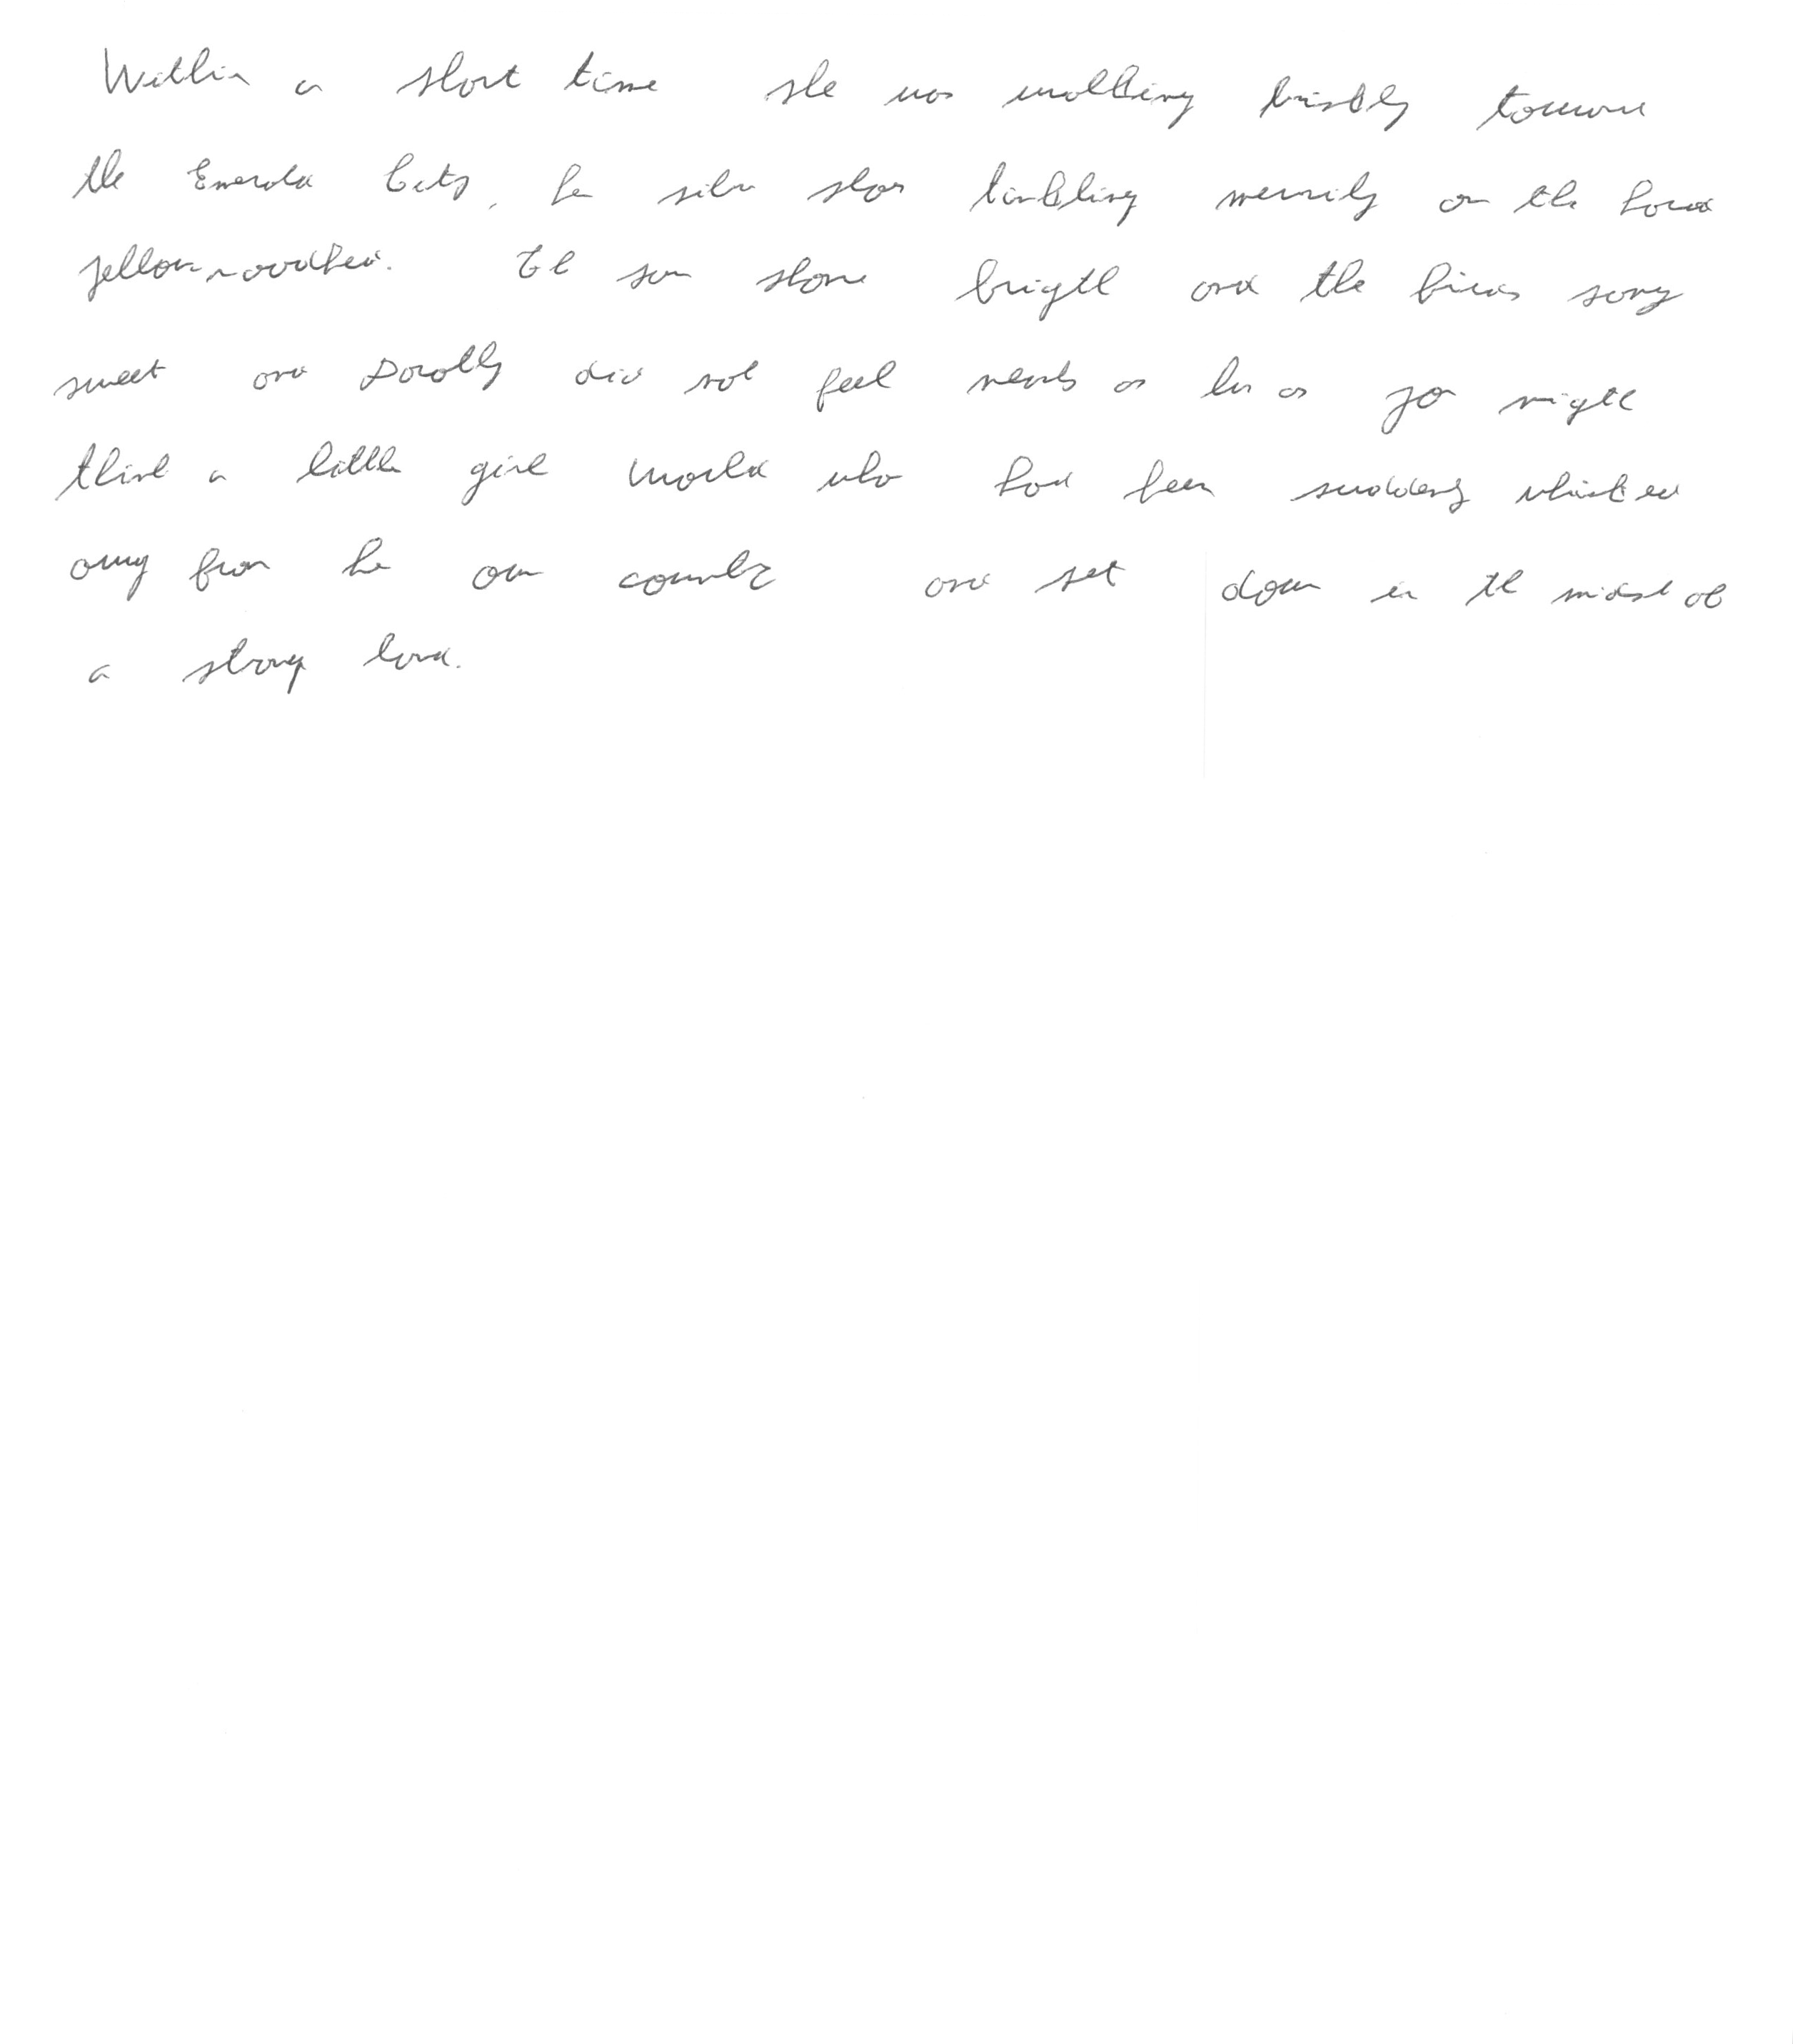 Within a short time she was walking briskly toward
the Emerald City, her silver shoes tinkling merrily on the hard
yellow roadbed. The sun shone bright and the birds sang
sweet and Dorothy did not feel nearly as bad as you might
think a little girl would who had been suddenly whisked
away from her own country and set down in the midst of
a strange land.